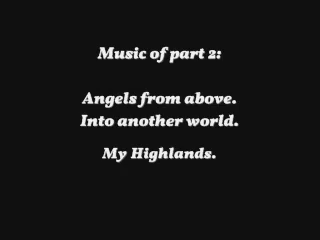 Music of part 2:
Angels from above.
Into another world.
My Highlands.